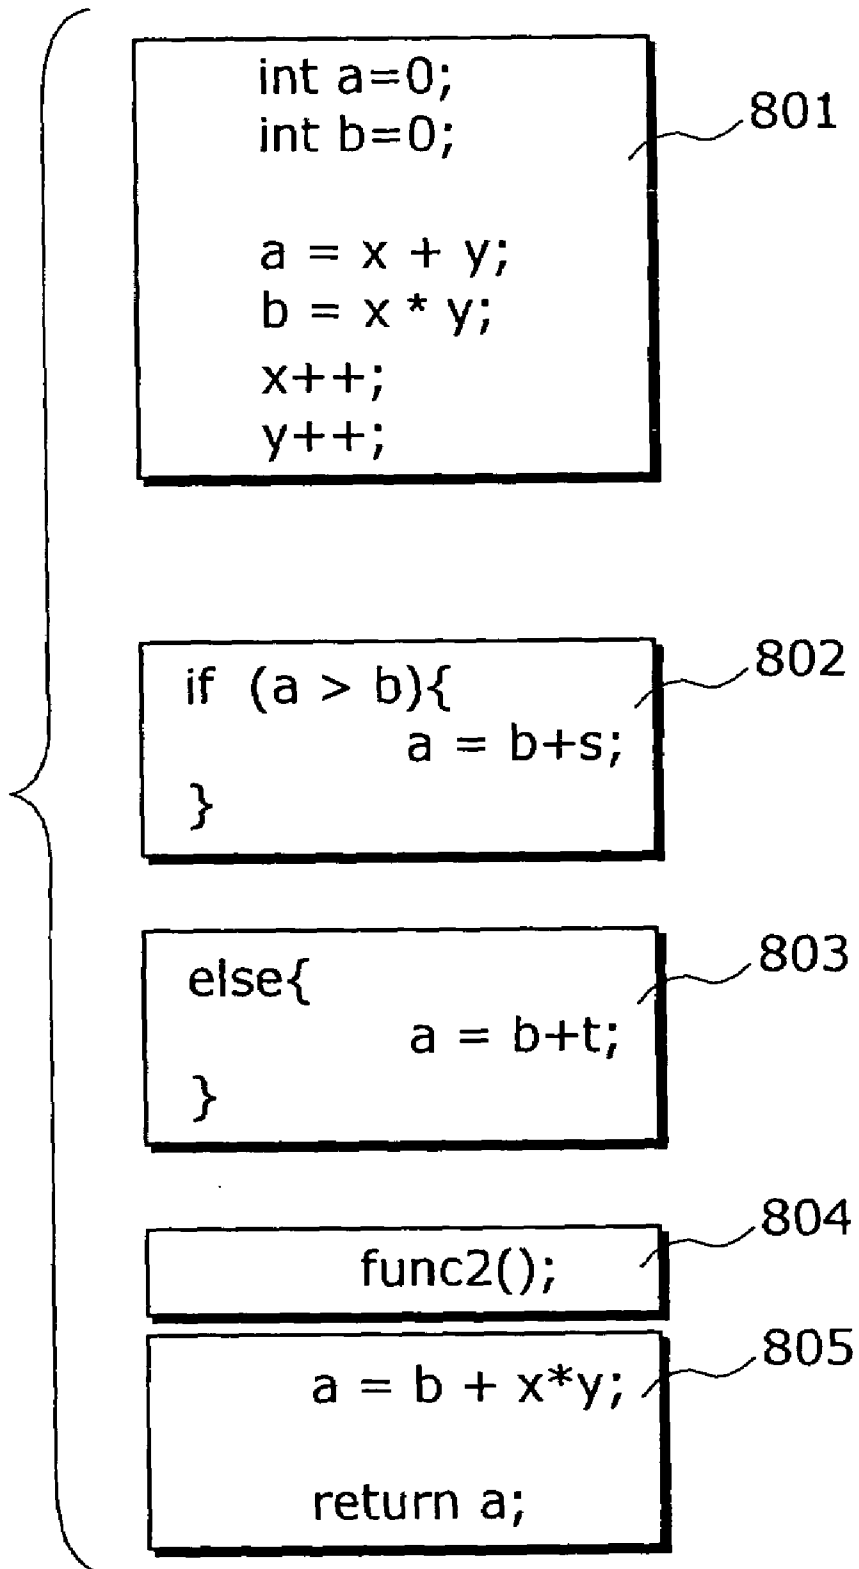 int a=0;
int b=0;
801
a = x + y;
b = x * y;
x++;
y++;
802
if (a > b){
a = b+s;
}
803
else{
a = b+t;
}
804
func2();
805
a = b + x*y;
return a;